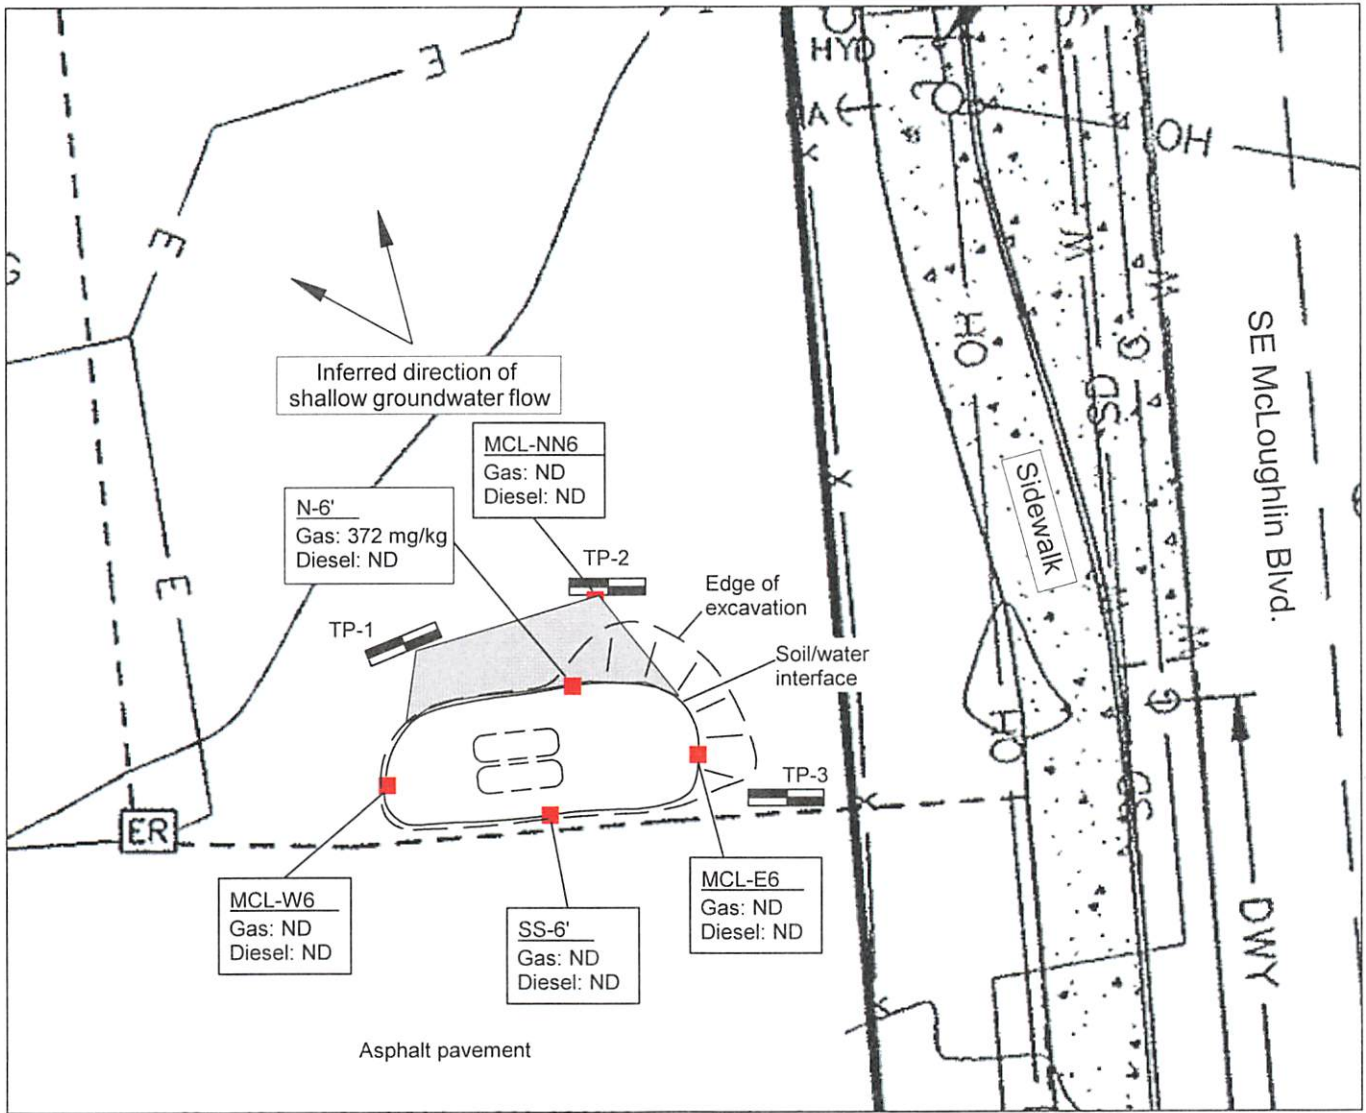 E
HYD
OH
E
Inferred direction of
shallow groundwater flow
SE McLoughlin Blvd.
W
W
G
OH
SD
MCL-NN6
Gas: ND
Diesel: ND
N-6'
Gas: 372 mg/kg
Diesel: ND
Sidewalk
X
TP-2
Edge of
excavation
E
TP-1
Soil/water
interface
W
G
OH
TP-3
X
ER
MCL-W6
Gas: ND
Diesel: ND
SS-6'
Gas: ND
Diesel: ND
MCL-E6
Gas: ND
Diesel: ND
DWY
Asphalt pavement